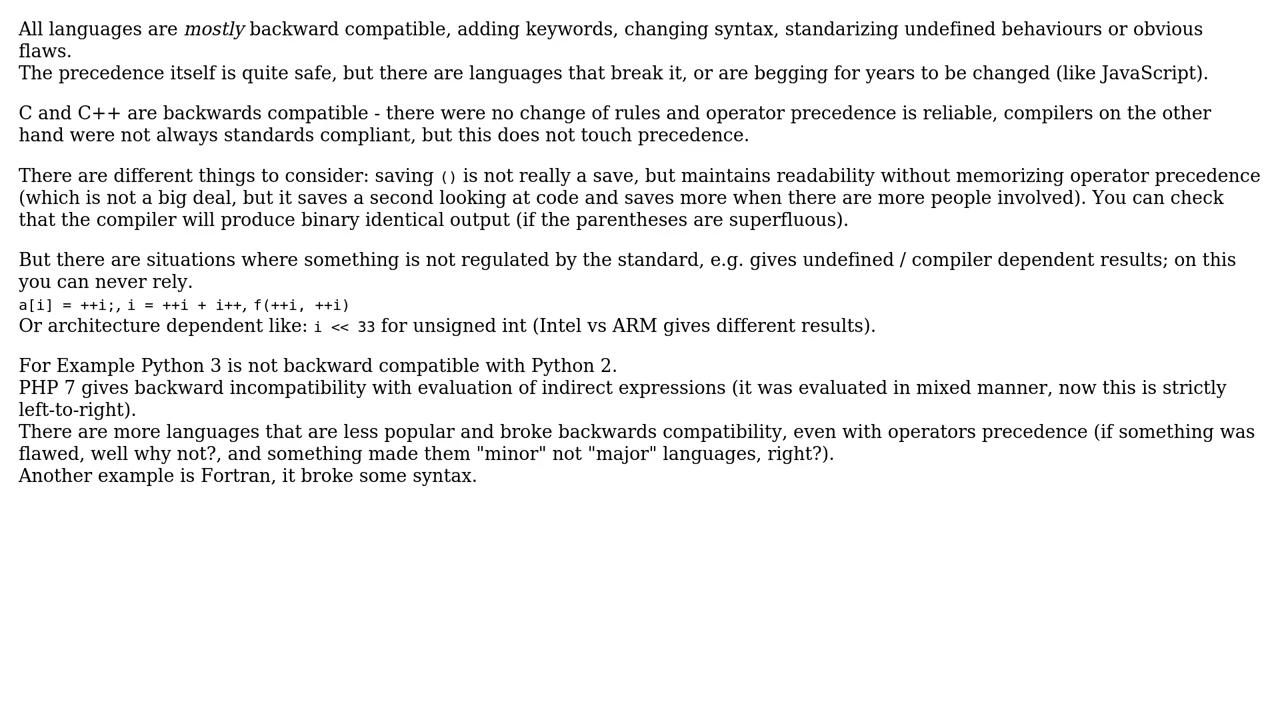 All languages are mostly backward compatible, adding keywords, changing syntax, standarizing undefined behaviours or obvious
flaws.
The precedence itself is quite safe, but there are languages that break it, or are begging for years to be changed (like JavaScript).
C and C++ are backwards compatible - there were no change of rules and operator precedence is reliable, compilers on the other
hand were not always standards compliant, but this does not touch precedence.
There are different things to consider: saving () is not really a save, but maintains readability without memorizing operator precedence
(which is not a big deal, but it saves a second looking at code and saves more when there are more people involved). You can check
that the compiler will produce binary identical output (if the parentheses are superfluous).
But there are situations where something is not regulated by the standard, e.g. gives undefined / compiler dependent results; on this
you can never rely.
a[i] = ++i;, i = ++i + i++, f(++i, ++i)
Or architecture dependent like: i << 33 for unsigned int (Intel vs ARM gives different results).
For Example Python 3 is not backward compatible with Python 2.
PHP 7 gives backward incompatibility with evaluation of indirect expressions (it was evaluated in mixed manner, now this is strictly
left-to-right).
There are more languages that are less popular and broke backwards compatibility, even with operators precedence (if something was
flawed, well why not?, and something made them "minor" not "major" languages, right?).
Another example is Fortran, it broke some syntax.